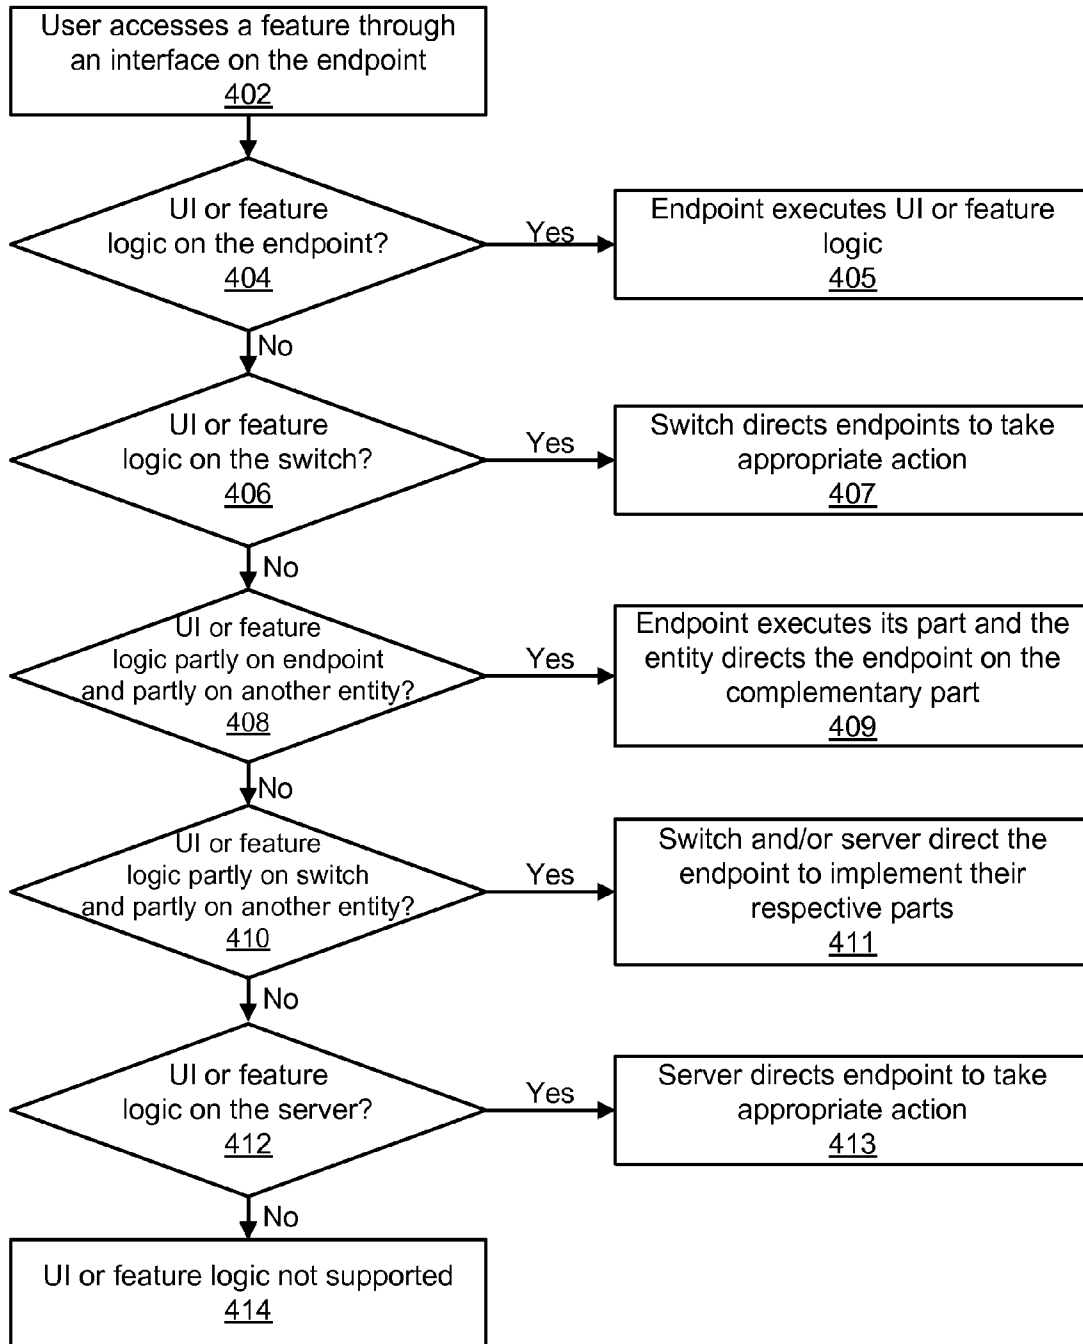 User accesses a feature through
an interface on the endpoint
402
UI or feature
logic on the endpoint?
404
Yes
Endpoint executes UI or feature
logic
405
No
UI or feature
logic on the switch?
406
Yes
Switch directs endpoints to take
appropriate action
407
No
UI or feature
logic partly on endpoint
and partly on another entity?
408
Yes
Endpoint executes its part and the
entity directs the endpoint on the
complementary part
409
No
UI or feature
logic partly on switch
and partly on another entity?
410
Yes
Switch and/or server direct the
endpoint to implement their
respective parts
411
No
UI or feature
logic on the server?
412
Yes
Server directs endpoint to take
appropriate action
413
No
UI or feature logic not supported
414